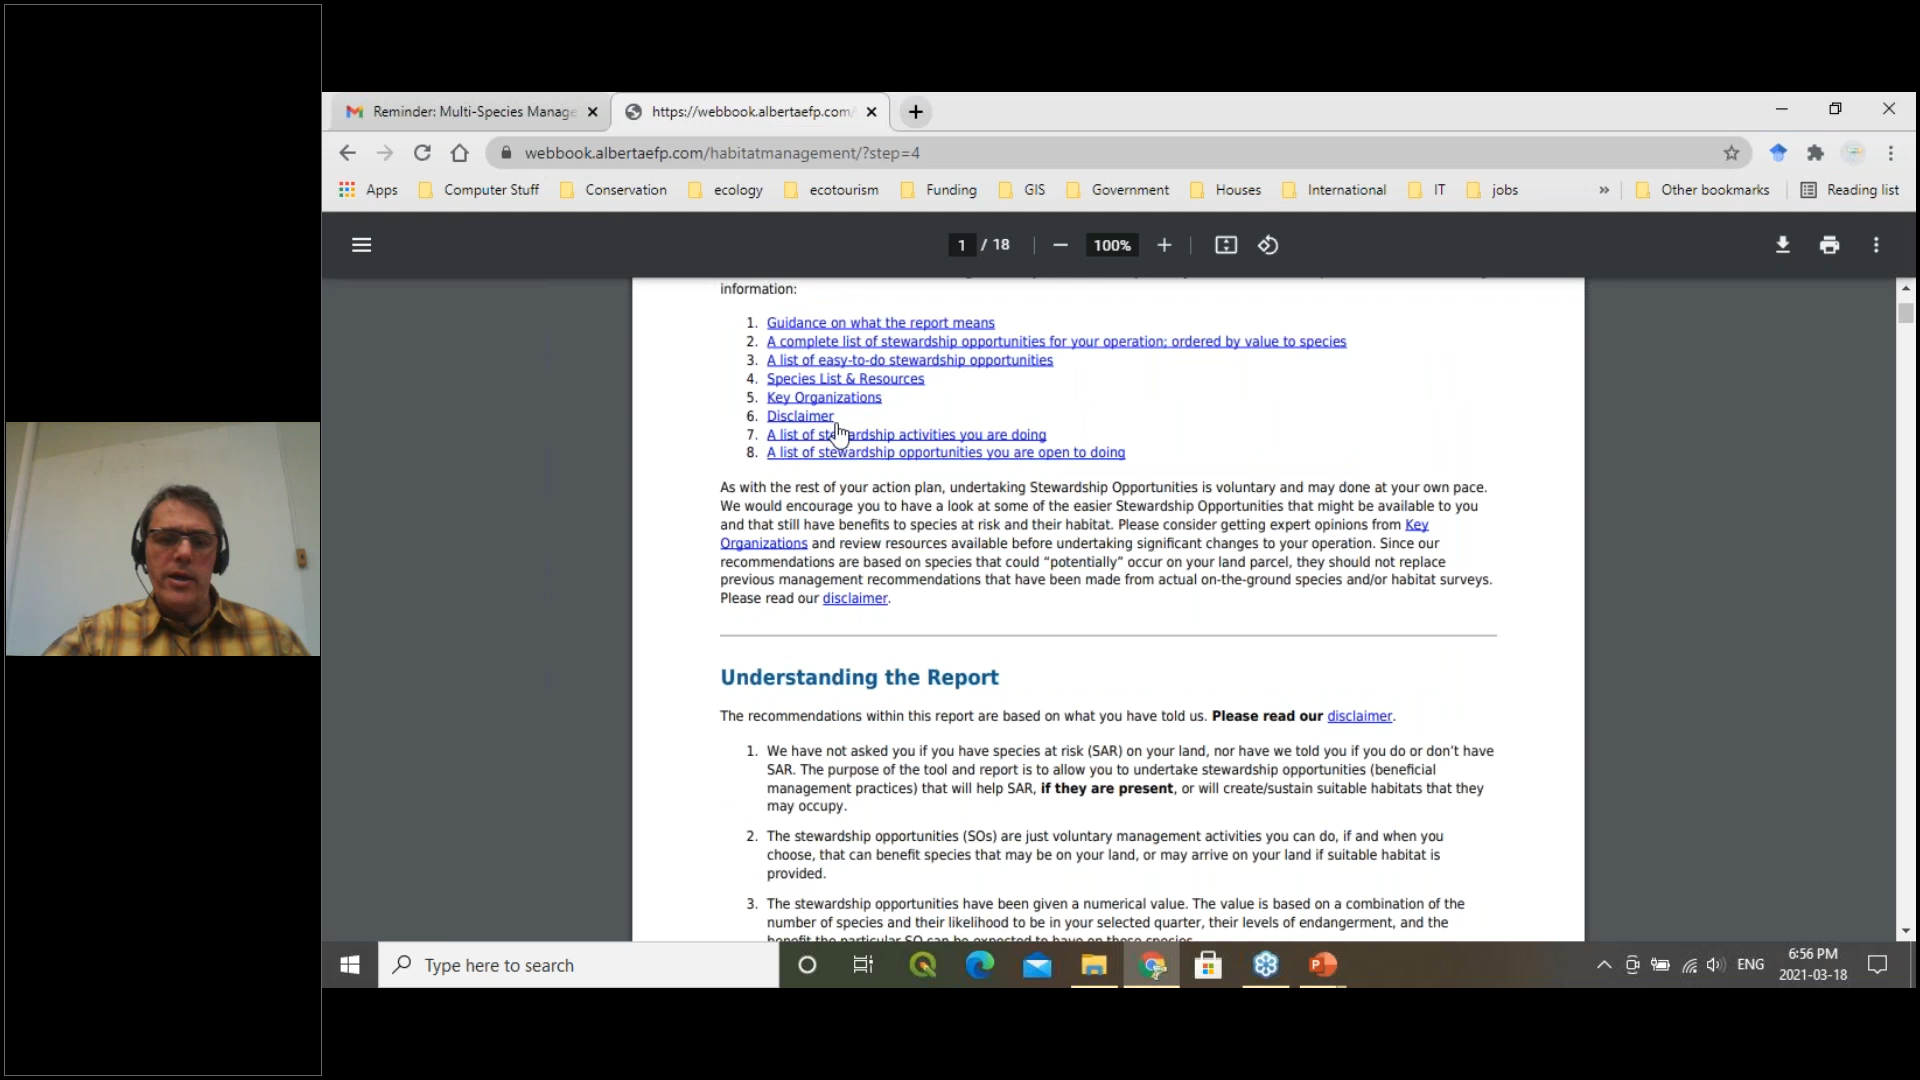 Reminder: Multi-Species Manage
https://webbook.albertaefp.com/
webbook.albertaefp.com/habitatmanagement/?step=4
Apps Computer Stuff Conservation ecology ecotourism Funding GIS Government Houses International IT jobs » Other bookmarks Reading list
1 / 18 100%
information:
1. Guidance on what the report means
2. A complete list of stewardship opportunities for your operation; ordered by value to species
3. A list of easy-to-do stewardship opportunities
4. Species List & Resources
5. Key Organizations
6. Disclaimer
7. A list of stewardship activities you are doing
8. A list of stewardship opportunities you are open to doing
As with the rest of your action plan, undertaking Stewardship Opportunities is voluntary and may done at your own pace.
We would encourage you to have a look at some of the easier Stewardship Opportunities that might be available to you
and that still have benefits to species at risk and their habitat. Please consider getting expert opinions from Key
Organizations and review resources available before undertaking significant changes to your operation. Since our
recommendations are based on species that could “potentially” occur on your land parcel, they should not replace
previous management recommendations that have been made from actual on-the-ground species and/or habitat surveys.
Please read our disclaimer.
Understanding the Report
The recommendations within this report are based on what you have told us. Please read our disclaimer.
1. We have not asked you if you have species at risk (SAR) on your land, nor have we told you if you do or don't have
SAR. The purpose of the tool and report is to allow you to undertake stewardship opportunities (beneficial
management practices) that will help SAR, if they are present, or will create/sustain suitable habitats that they
may occupy.
2. The stewardship opportunities (SOs) are just voluntary management activities you can do, if and when you
choose, that can benefit species that may be on your land, or may arrive on your land if suitable habitat is
provided.
3. The stewardship opportunities have been given a numerical value. The value is based on a combination of the
number of species and their likelihood to be in your selected quarter, their levels of endangerment, and the
benefit the particular SO can be expected to have on these species.
Type here to search
ENG
6:56 PM
2021-03-18